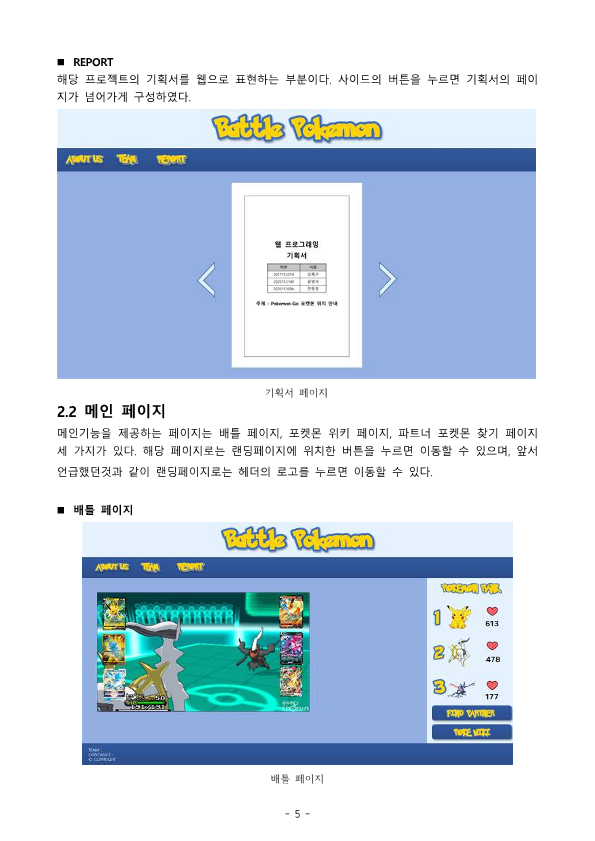 ■ REPORT
해당 프로젝트의 기획서를 웹으로 표현하는 부분이다. 사이드의 버튼을 누르면 기획서의 페이
지가 넘어가게 구성하였다.
Battle Pokemon
ABOUT US TEAM REPORT
웹 프로그래밍
기획서
학번 이름
주제 : Pokemon-Go 포켓몬 위치 안내
기획서 페이지
2.2 메인 페이지
메인기능을 제공하는 페이지는 배틀 페이지, 포켓몬 위키 페이지, 파트너 포켓몬 찾기 페이지
세 가지가 있다. 해당 페이지로는 랜딩페이지에 위치한 버튼을 누르면 이동할 수 있으며, 앞서
언급했던것과 같이 랜딩페이지로는 헤더의 로고를 누르면 이동할 수 있다.
■ 배틀 페이지
Battle Pokemon
ABOUT US TEAM REPORT
POKEMON RANK
1 613
2 478
3 177
50
191/191
FIND PARTNER
POKE WIKI
TEAM :
CONTACT :
© COPYRIGHT
배틀 페이지
- 5 -